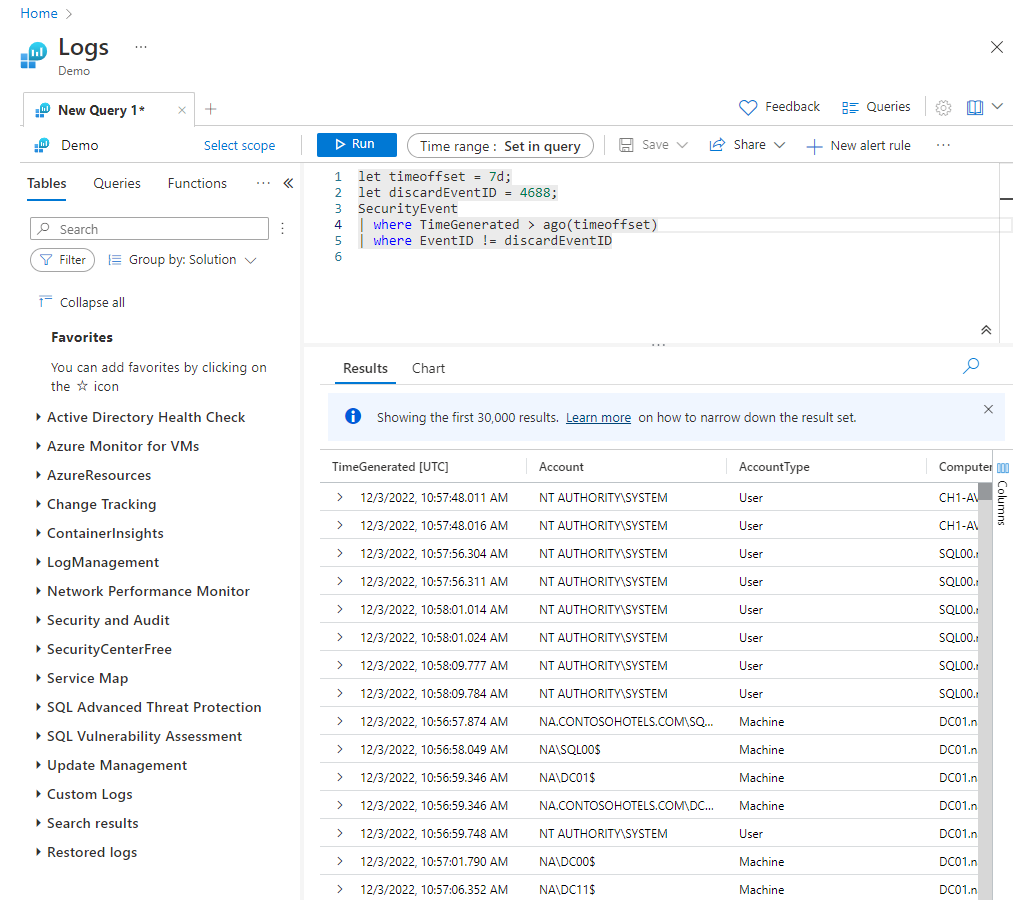 Home
Logs ...
Demo
New Query 1*
Feedback
Queries
Demo
Select scope
Run
Time range : Set in query
Save
Share
New alert rule
...
Tables
Queries
Functions
...
Search
Filter
Group by: Solution
Collapse all
Favorites
You can add favorites by clicking on
the ☆ icon
Active Directory Health Check
Azure Monitor for VMs
AzureResources
Change Tracking
ContainerInsights
LogManagement
Network Performance Monitor
Security and Audit
SecurityCenterFree
Service Map
SQL Advanced Threat Protection
SQL Vulnerability Assessment
Update Management
Custom Logs
Search results
Restored logs
1 let timeoffset = 7d;
2 let discardEventID = 4688;
3 SecurityEvent
4 | where TimeGenerated > ago(timeoffset)
5 | where EventID != discardEventID
6
Results
Chart
Showing the first 30,000 results. Learn more on how to narrow down the result set.
TimeGenerated [UTC] Account AccountType Computer
12/3/2022, 10:57:48.011 AM NT AUTHORITY\SYSTEM User CH1-AV
12/3/2022, 10:57:48.016 AM NT AUTHORITY\SYSTEM User CH1-AV
12/3/2022, 10:57:56.304 AM NT AUTHORITY\SYSTEM User SQL00.
12/3/2022, 10:57:56.311 AM NT AUTHORITY\SYSTEM User SQL00.
12/3/2022, 10:58:01.014 AM NT AUTHORITY\SYSTEM User SQL00.
12/3/2022, 10:58:01.024 AM NT AUTHORITY\SYSTEM User SQL00.
12/3/2022, 10:58:09.777 AM NT AUTHORITY\SYSTEM User SQL00.
12/3/2022, 10:58:09.784 AM NT AUTHORITY\SYSTEM User SQL00.
12/3/2022, 10:56:57.874 AM NA.CONTOSOHOTELS.COM\SQ... Machine DC01.n
12/3/2022, 10:56:58.049 AM NA\SQL00$ Machine DC01.n
12/3/2022, 10:56:59.346 AM NA\DC01$ Machine DC01.n
12/3/2022, 10:56:59.346 AM NA.CONTOSOHOTELS.COM\DC... Machine DC01.n
12/3/2022, 10:56:59.748 AM NT AUTHORITY\SYSTEM User DC01.n
12/3/2022, 10:57:01.790 AM NA\DC00$ Machine DC01.n
12/3/2022, 10:57:06.352 AM NA\DC11$ Machine DC01.n
Columns